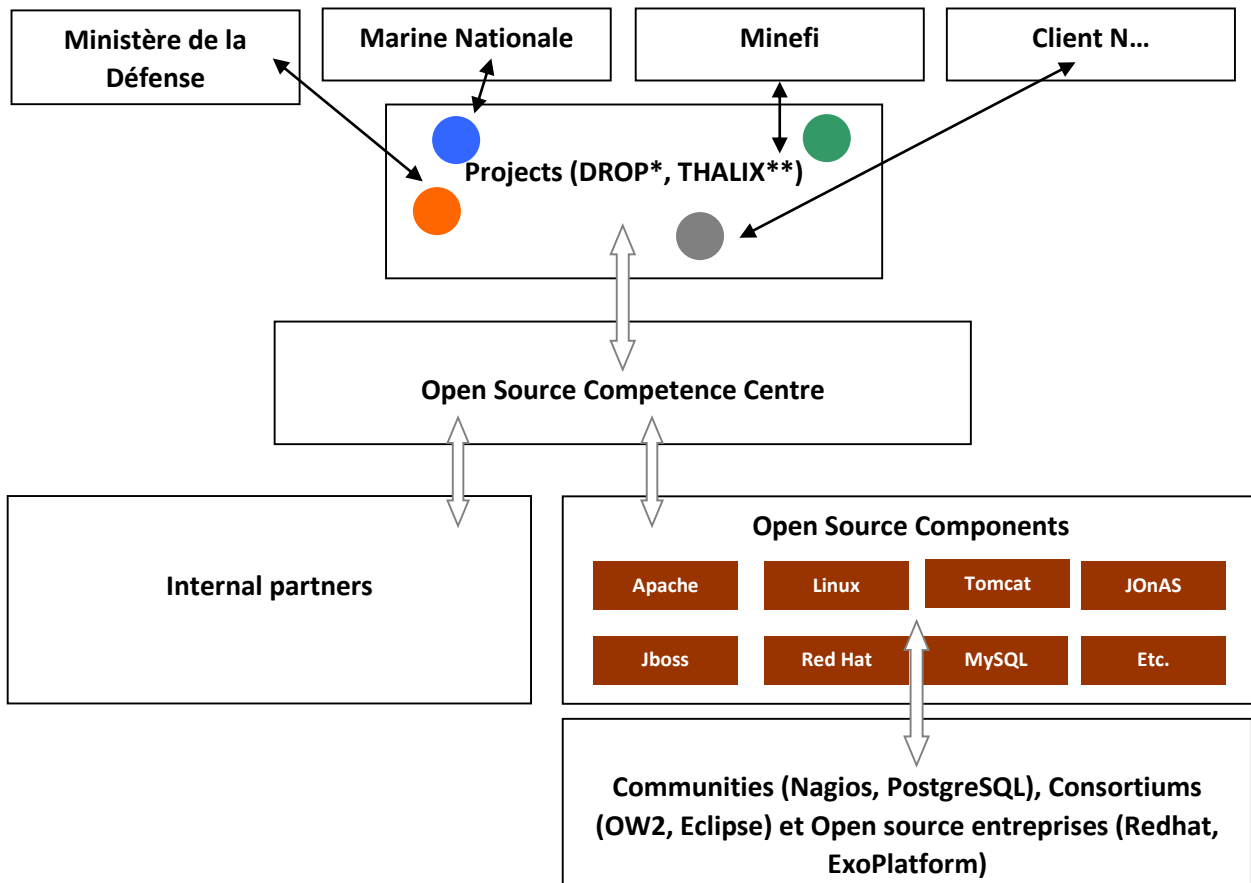 Ministère de la
Défense
Marine Nationale
Minefi
Client N...
Projects (DROP*, THALIX**)
Open Source Competence Centre
Internal partners
Open Source Components
Apache
Linux
Tomcat
JOnAS
Jboss
Red Hat
MySQL
Etc.
Communities (Nagios, PostgreSQL), Consortiums
(OW2, Eclipse) et Open source entreprises (Redhat,
ExoPlatform)